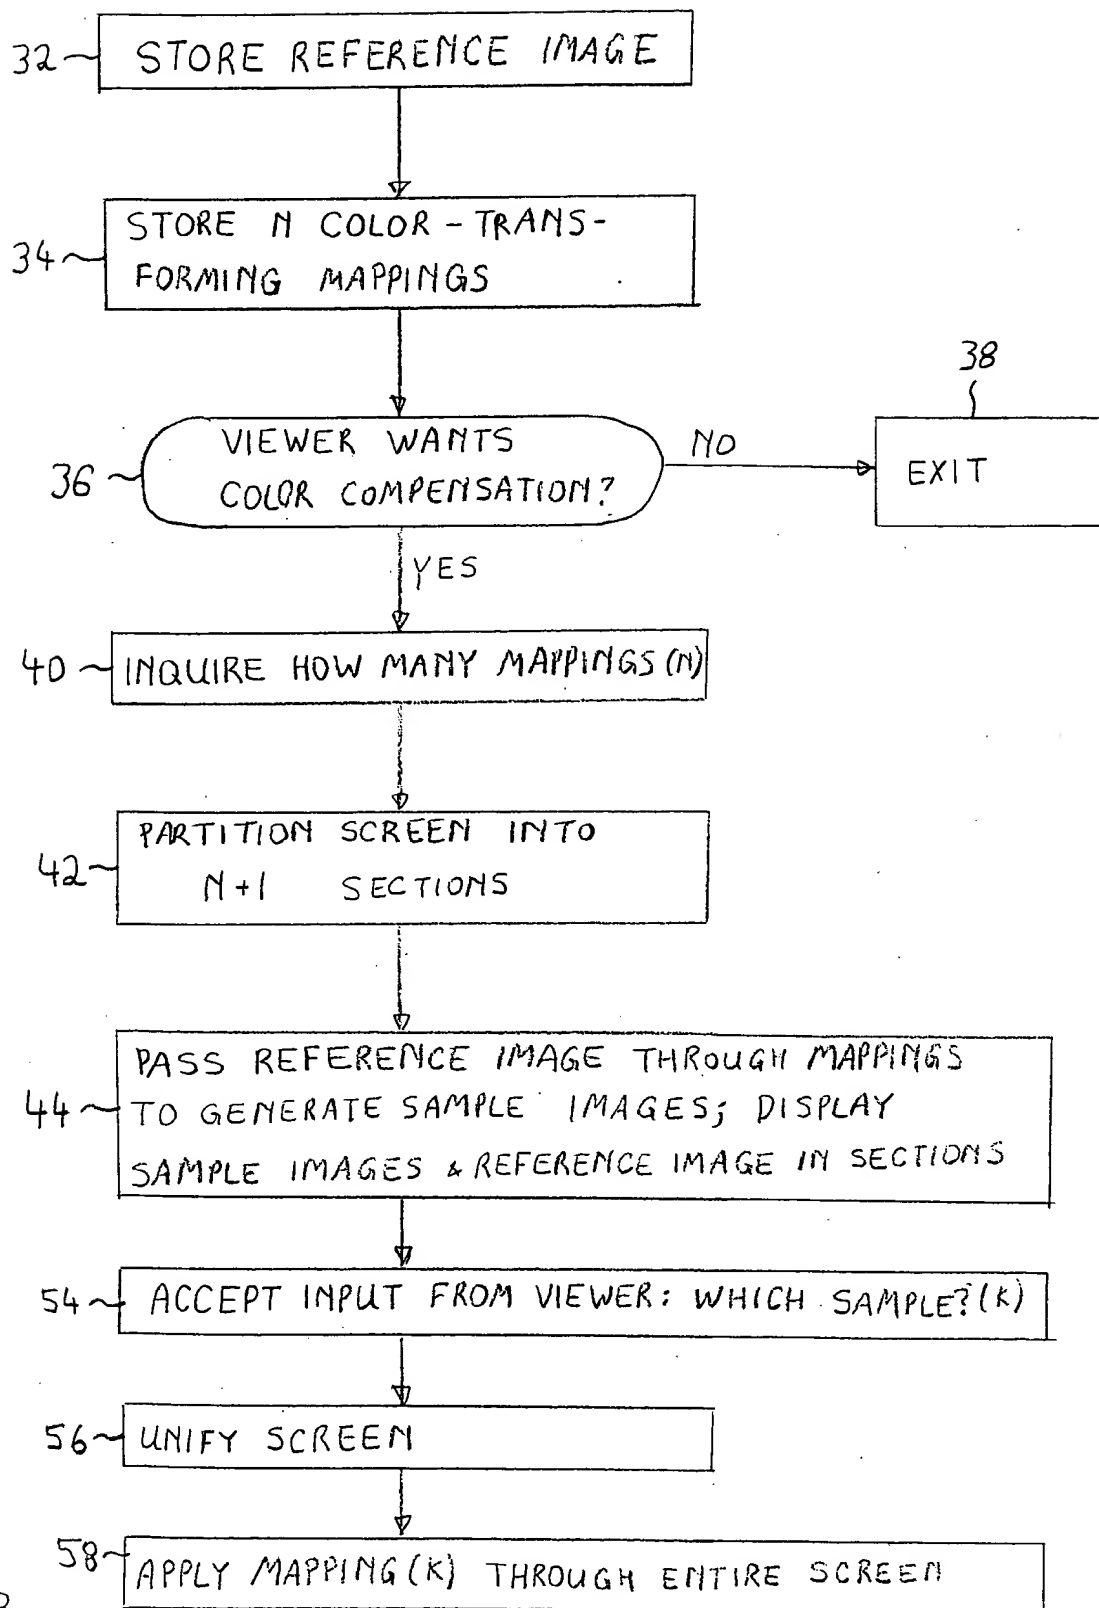 32 STORE REFERENCE IMAGE
34 STORE N COLOR-TRANS-
FORMING MAPPINGS
38
36 VIEWER WANTS
COLOR COMPENSATION?
NO
EXIT
YES
40 INQUIRE HOW MANY MAPPINGS (N)
42 PARTITION SCREEN INTO
N+1 SECTIONS
44 PASS REFERENCE IMAGE THROUGH MAPPINGS
TO GENERATE SAMPLE IMAGES; DISPLAY
SAMPLE IMAGES & REFERENCE IMAGE IN SECTIONS
54 ACCEPT INPUT FROM VIEWER: WHICH SAMPLE? (K)
56 UNIFY SCREEN
58 APPLY MAPPING (K) THROUGH ENTIRE SCREEN